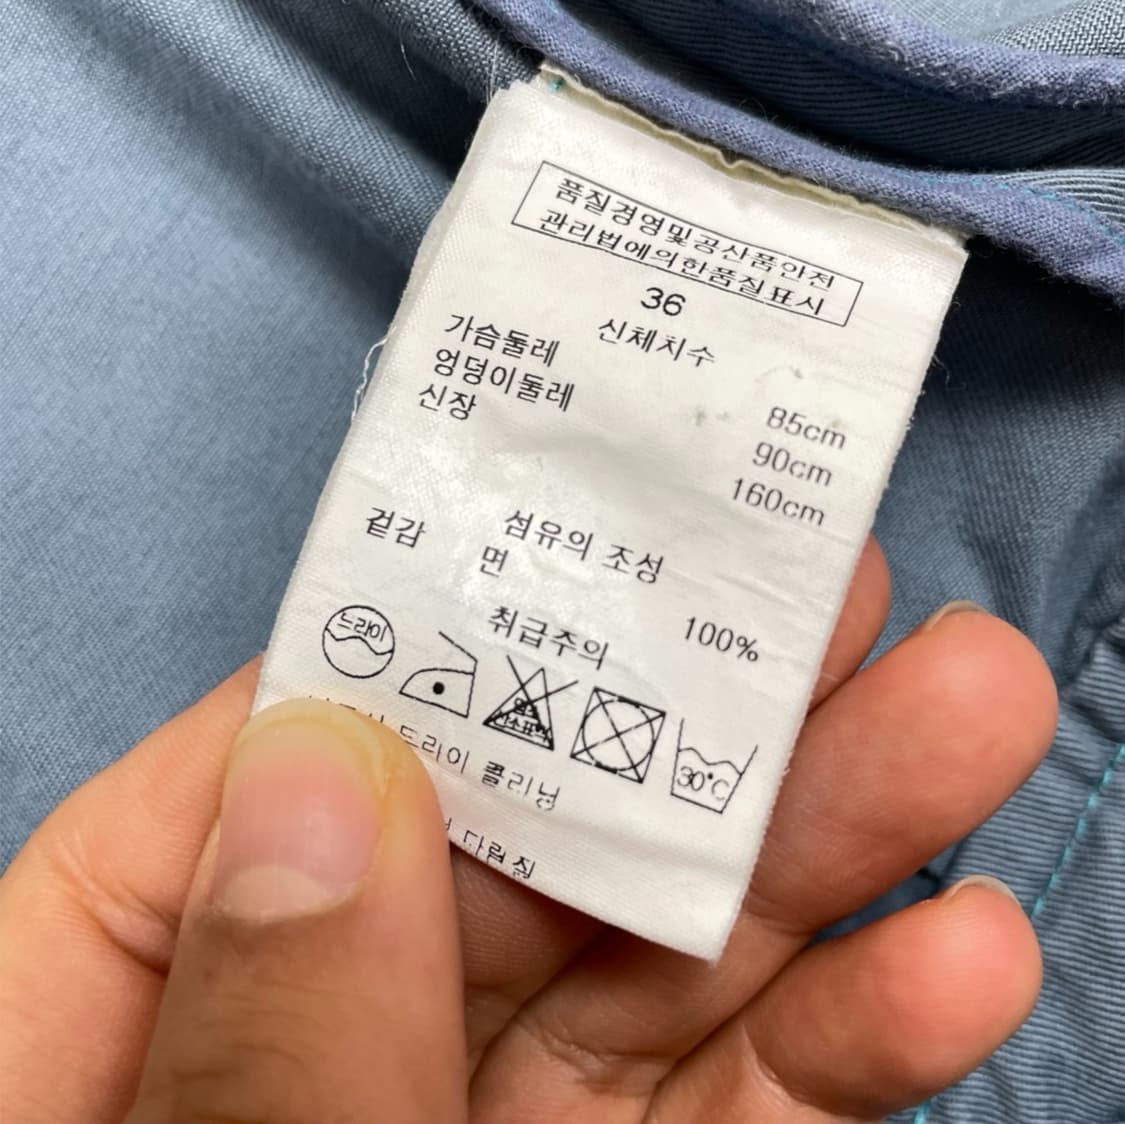 품질경영및공산품안전
관리법에의한품질표시
36
신체치수
가슴둘레 85cm
엉덩이둘레 90cm
신장 160cm
섬유의 조성
겉감 면 100%
취급주의
드라이
30°C
드라이 클리닝
다림질